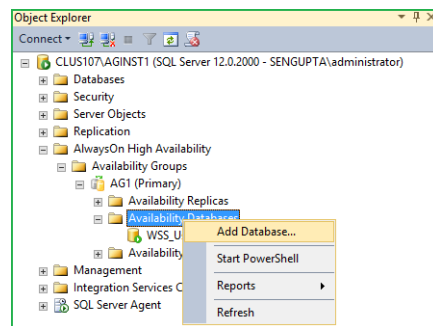 Object Explorer
Connect
CLUS107\AGINST1 (SQL Server 12.0.2000 - SENGUPTA\administrator)
Databases
Security
Server Objects
Replication
AlwaysOn High Availability
Availability Groups
AG1 (Primary)
Availability Replicas
Availability Databases
WSS_U
Availability
Management
Integration Services C
SQL Server Agent
Add Database...
Start PowerShell
Reports
Refresh